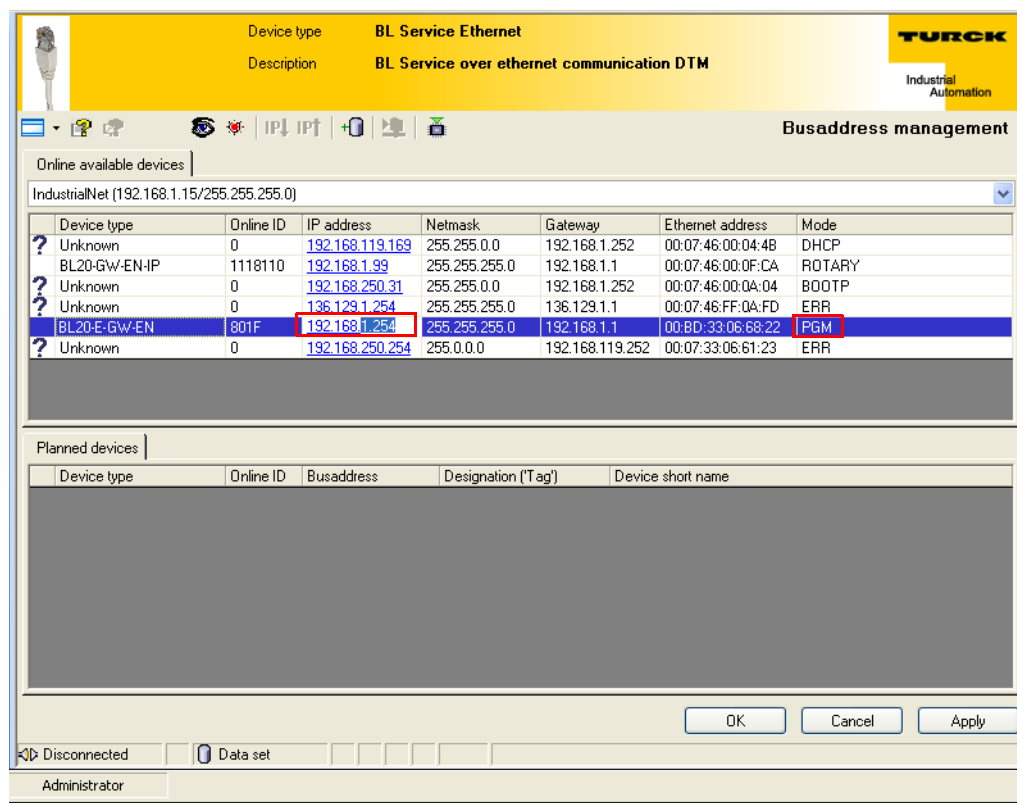 Device type BL Service Ethernet
TURCK
Description BL Service over ethernet communication DTM
Industrial
Automation
IP IP Busaddress management
Online available devices
IndustrialNet (192.168.1.15/255.255.255.0)
Device type Online ID IP address Netmask Gateway Ethernet address Mode
? Unknown 0 192.168.119.169 255.255.0.0 192.168.1.252 00:07:46:00:04:4B DHCP
BL20-GW-EN-IP 1118110 192.168.1.99 255.255.255.0 192.168.1.1 00:07:46:00:0F:CA ROTARY
? Unknown 0 192.168.250.31 255.255.0.0 192.168.1.252 00:07:46:00:0A:04 BOOTP
? Unknown 0 136.129.1.254 255.255.255.0 136.129.1.1 00:07:46:FF:0A:FD ERR
BL20-E-GW-EN 801F 192.168.1.254 255.255.255.0 192.168.1.1 00:BD:33:06:68:22 PGM
? Unknown 0 192.168.250.254 255.0.0.0 192.168.119.252 00:07:33:06:61:23 ERR
Planned devices
Device type Online ID Busaddress Designation ('Tag') Device short name
OK Cancel Apply
Disconnected Data set
Administrator